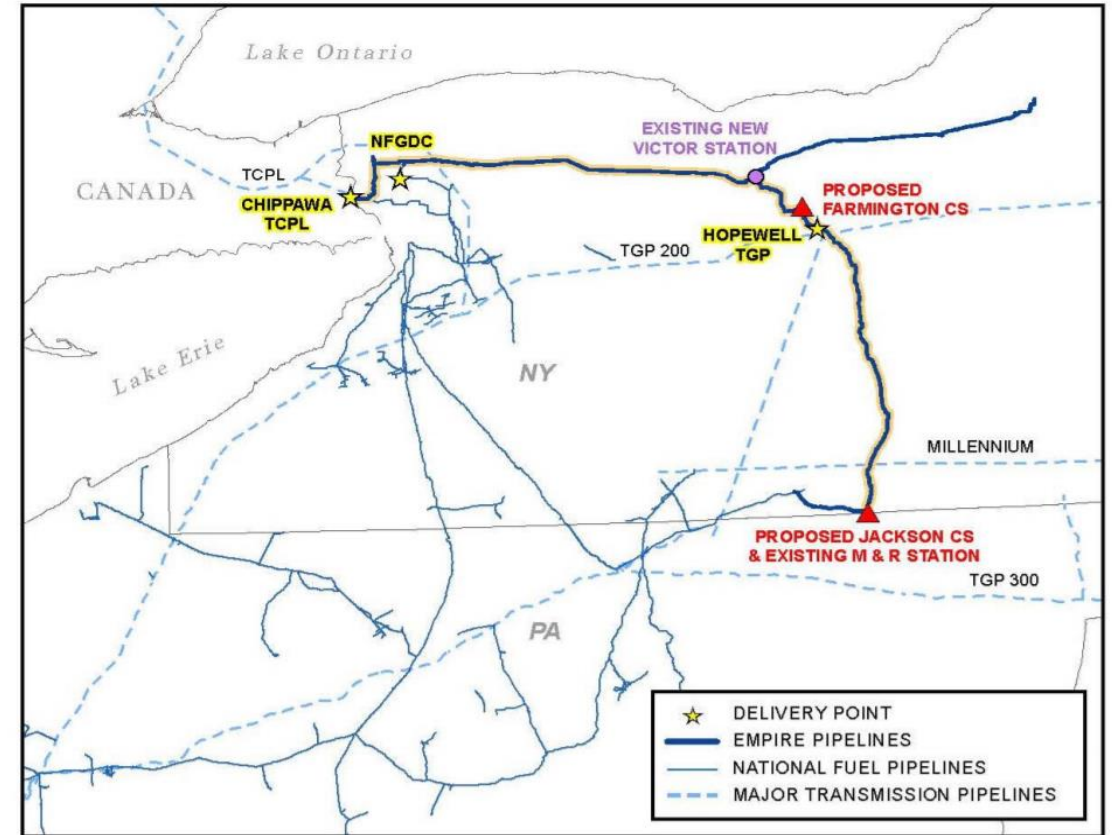 Lake Ontario
EXISTING NEW
VICTOR STATION
NFGDC
TCPL
CANADA
CHIPPAWA
TCPL
PROPOSED
FARMINGTON CS
HOPEWELL
TGP
TGP 200
Lake Erie
NY
MILLENNIUM
PROPOSED JACKSON CS
& EXISTING M & R STATION
TGP 300
PA
DELIVERY POINT
EMPIRE PIPELINES
NATIONAL FUEL PIPELINES
MAJOR TRANSMISSION PIPELINES